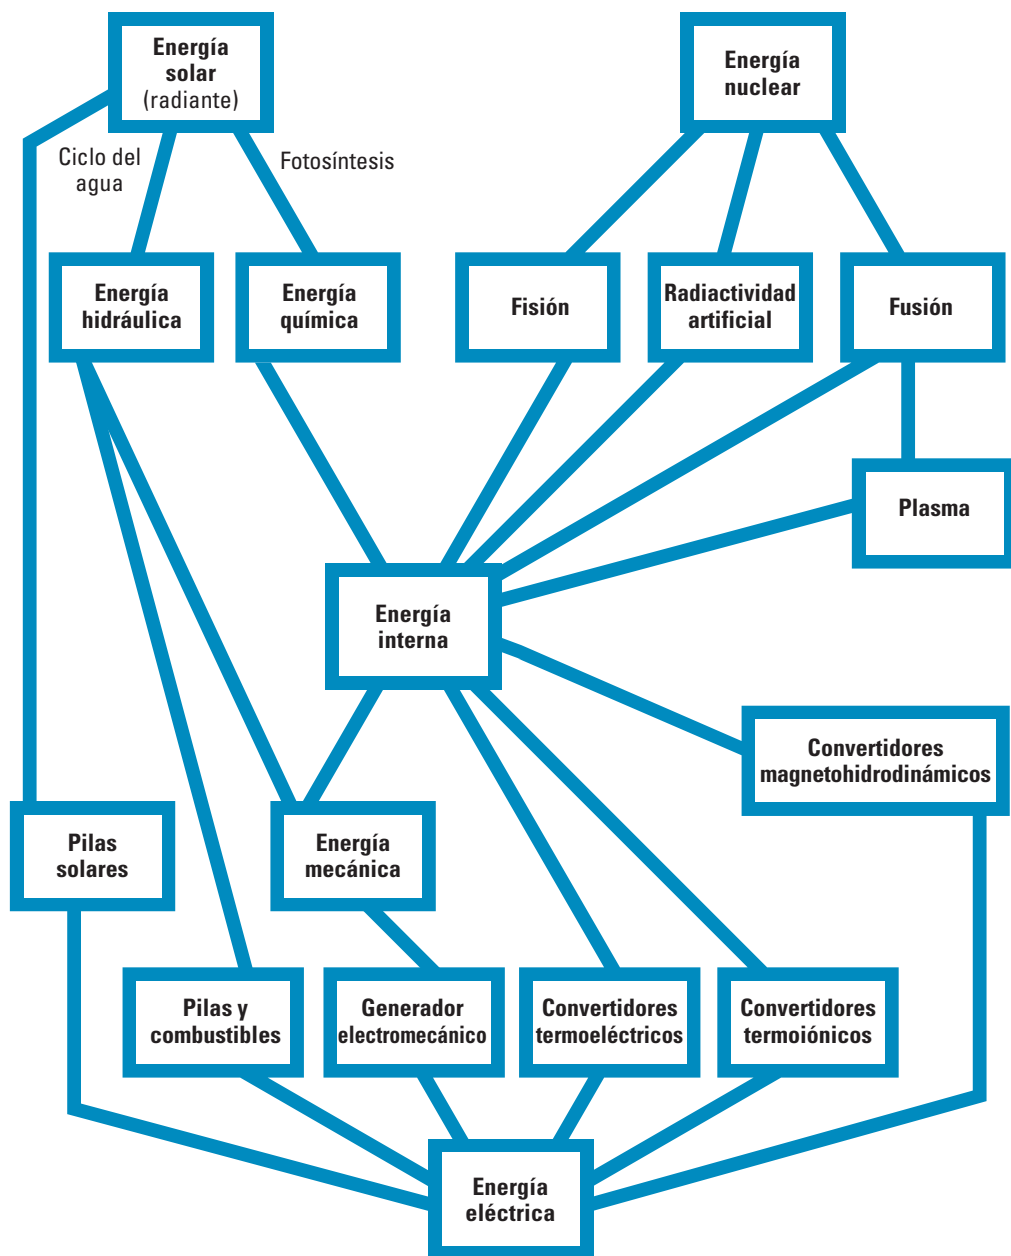 Energía
solar
(radiante)
Energía
nuclear
Ciclo del
agua
Fotosíntesis
Energía
hidráulica
Energía
química
Fisión
Radiactividad
artificial
Fusión
Plasma
Energía
interna
Convertidores
magnetohidrodinámicos
Pilas
solares
Energía
mecánica
Pilas y
combustibles
Generador
electromecánico
Convertidores
termoeléctricos
Convertidores
termoiónicos
Energía
eléctrica